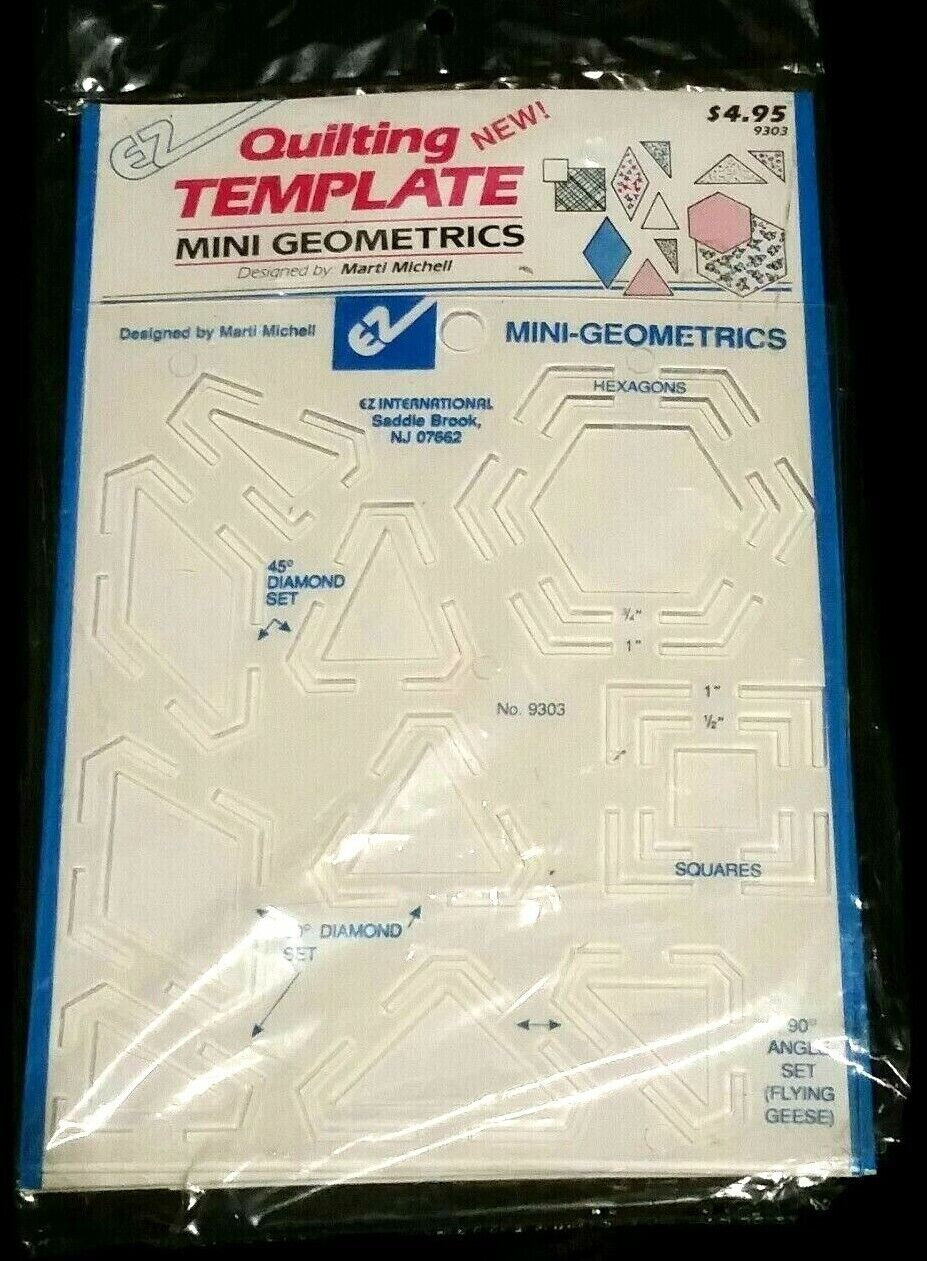 EZ
Quilting NEW!
TEMPLATE
MINI GEOMETRICS
Designed by Marti Michell
$4.95
9303
Designed by Marti Michell
EZ
MINI-GEOMETRICS
EZ INTERNATIONAL
Saddle Brook,
NJ 07662
HEXAGONS
45°
DIAMOND
SET
3/4"
1"
No. 9303
1"
1/2"
SQUARES
DIAMOND
SET
90°
ANGLE
SET
(FLYING
GEESE)